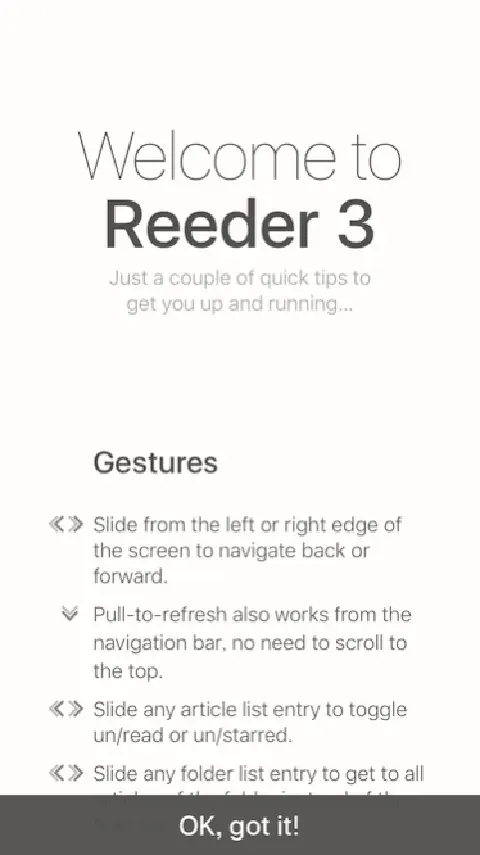 Welcome to
Reeder 3
Just a couple of quick tips to
get you up and running...
Gestures
Slide from the left or right edge of
the screen to navigate back or
forward.
Pull-to-refresh also works from the
navigation bar, no need to scroll to
the top.
Slide any article list entry to toggle
un/read or un/starred.
Slide any folder list entry to get to all
OK, got it!